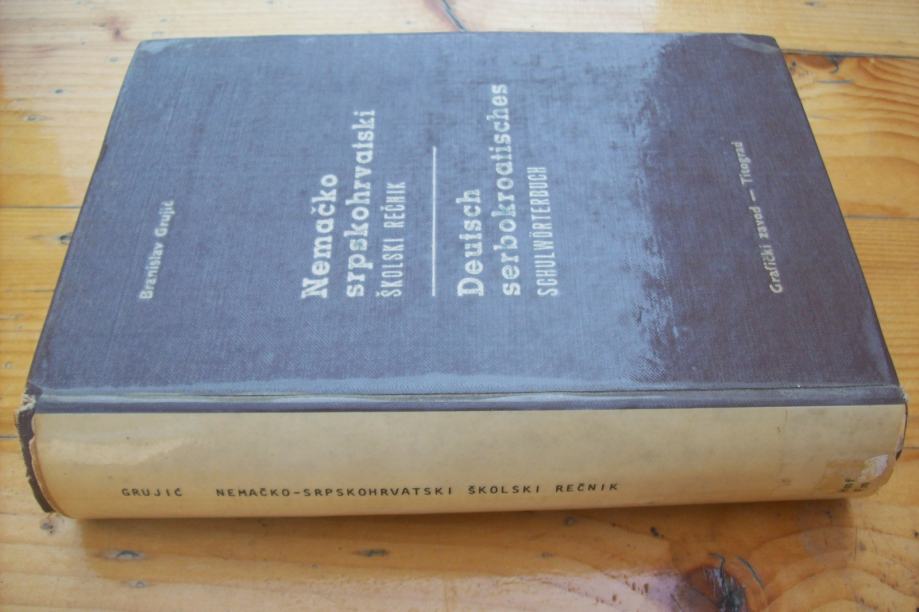 Branislav Grujić
Nemačko
srpskohrvatski
ŠKOLSKI REČNIK
Deutsch
serbokroatisches
SCHULWÖRTERBUCH
Grafički zavod — Titograd
GRUJIĆ NEMAČKO-SRPSKOHRVATSKI ŠKOLSKI REČNIK